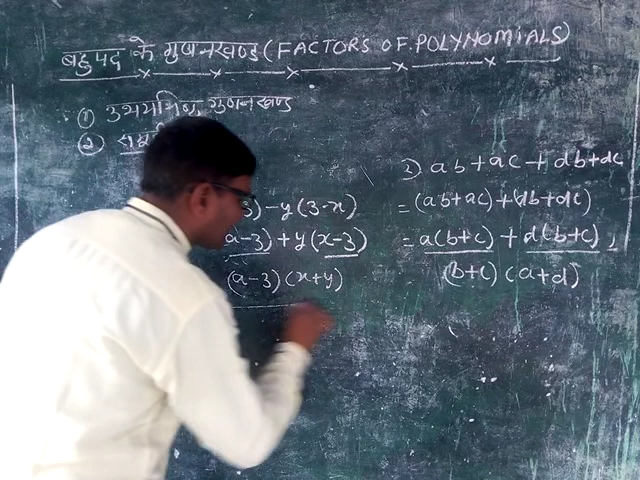 बहुपद के गुणनखण्ड (FACTORS OF POLYNOMIALS)
① उभयनिष्ठ गुणनखण्ड
②
) - y(3-x)
a-3) + y(x-3)
(a-3) (x+y)
2) ab+ac+db+dc
= (ab+ac)+(db+dc)
= a(b+c) + d(b+c),
(b+c) (a+d)